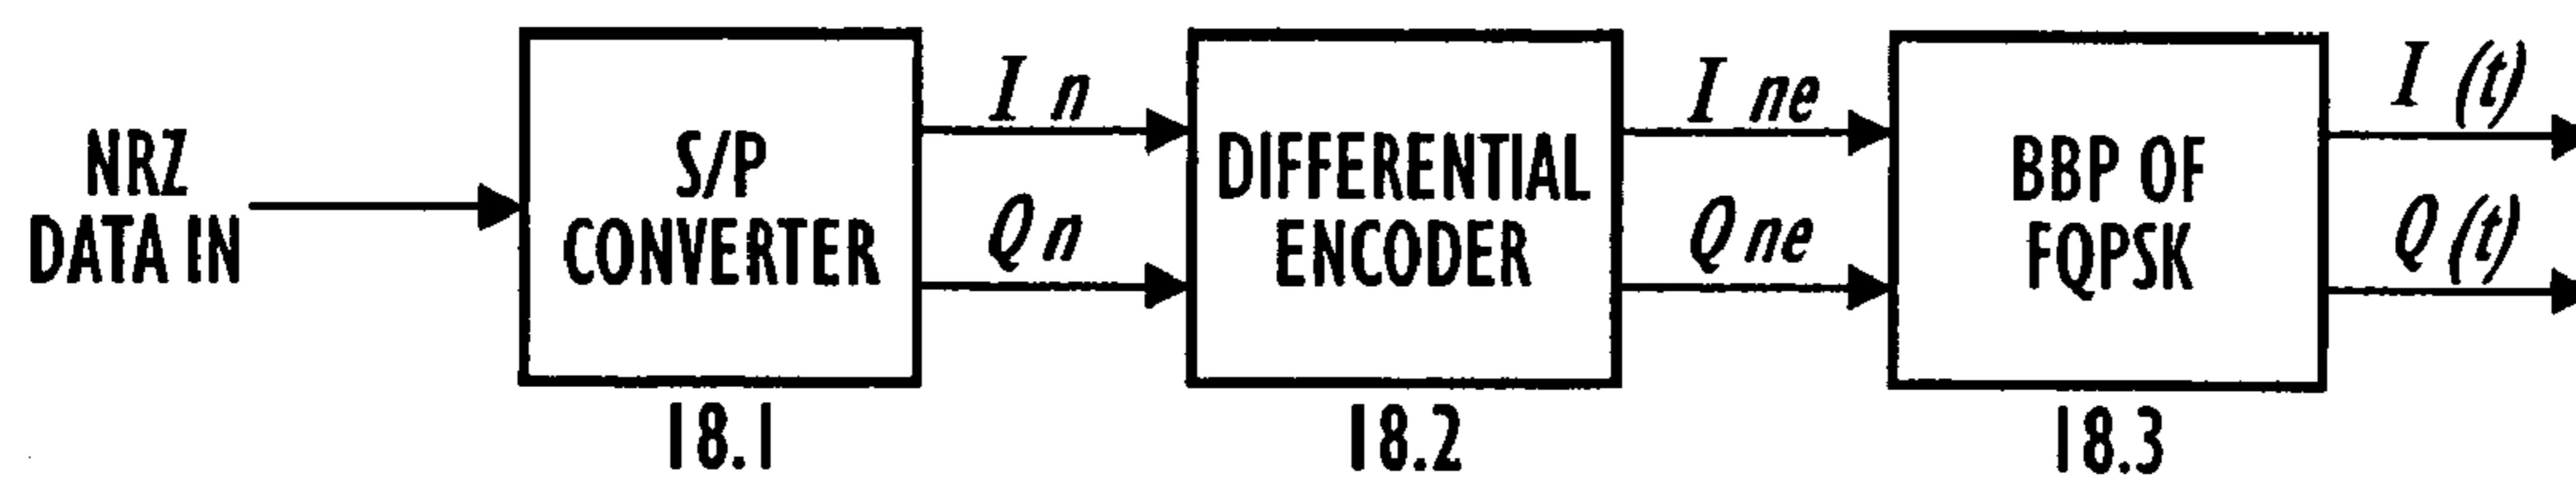 NRZ
DATA IN
S/P
CONVERTER
18.1
I n
Q n
DIFFERENTIAL
ENCODER
18.2
I ne
Q ne
BBP OF
FQPSK
18.3
I (t)
Q (t)